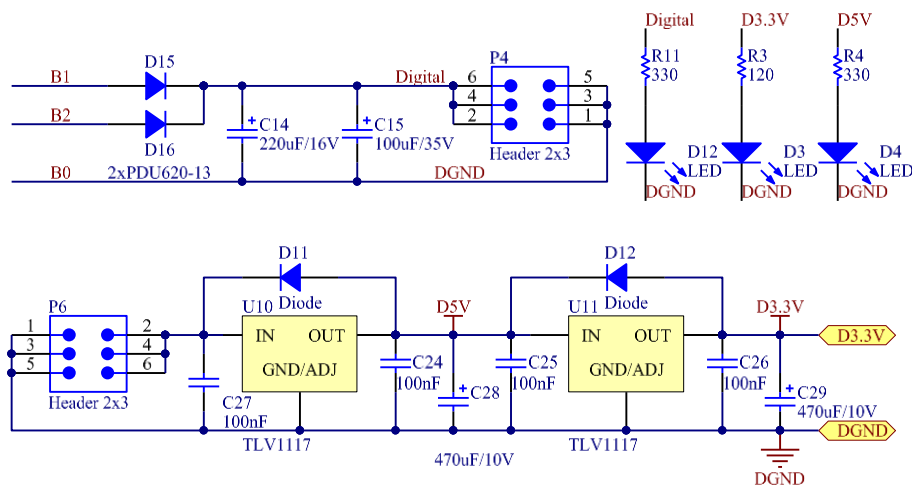 Digital D3.3V D5V
D15 P4 R11 R3 R4
330 120 330
B1 Digital 6 5
4 3
B2 2 1
C14 C15
220uF/16V 100uF/35V
D16 Header 2x3 D12 D3 D4
LED LED LED
B0 2xPDU620-13 DGND DGND DGND DGND
D11 D12
P6 U10 Diode D5V U11 Diode D3.3V
1 2 IN OUT IN OUT D3.3V
3 4
5 6 GND/ADJ C24 C25 GND/ADJ C26
100nF 100nF 100nF
Header 2x3 C27 C28 C29
100nF 470uF/10V
DGND
TLV1117 470uF/10V TLV1117
DGND